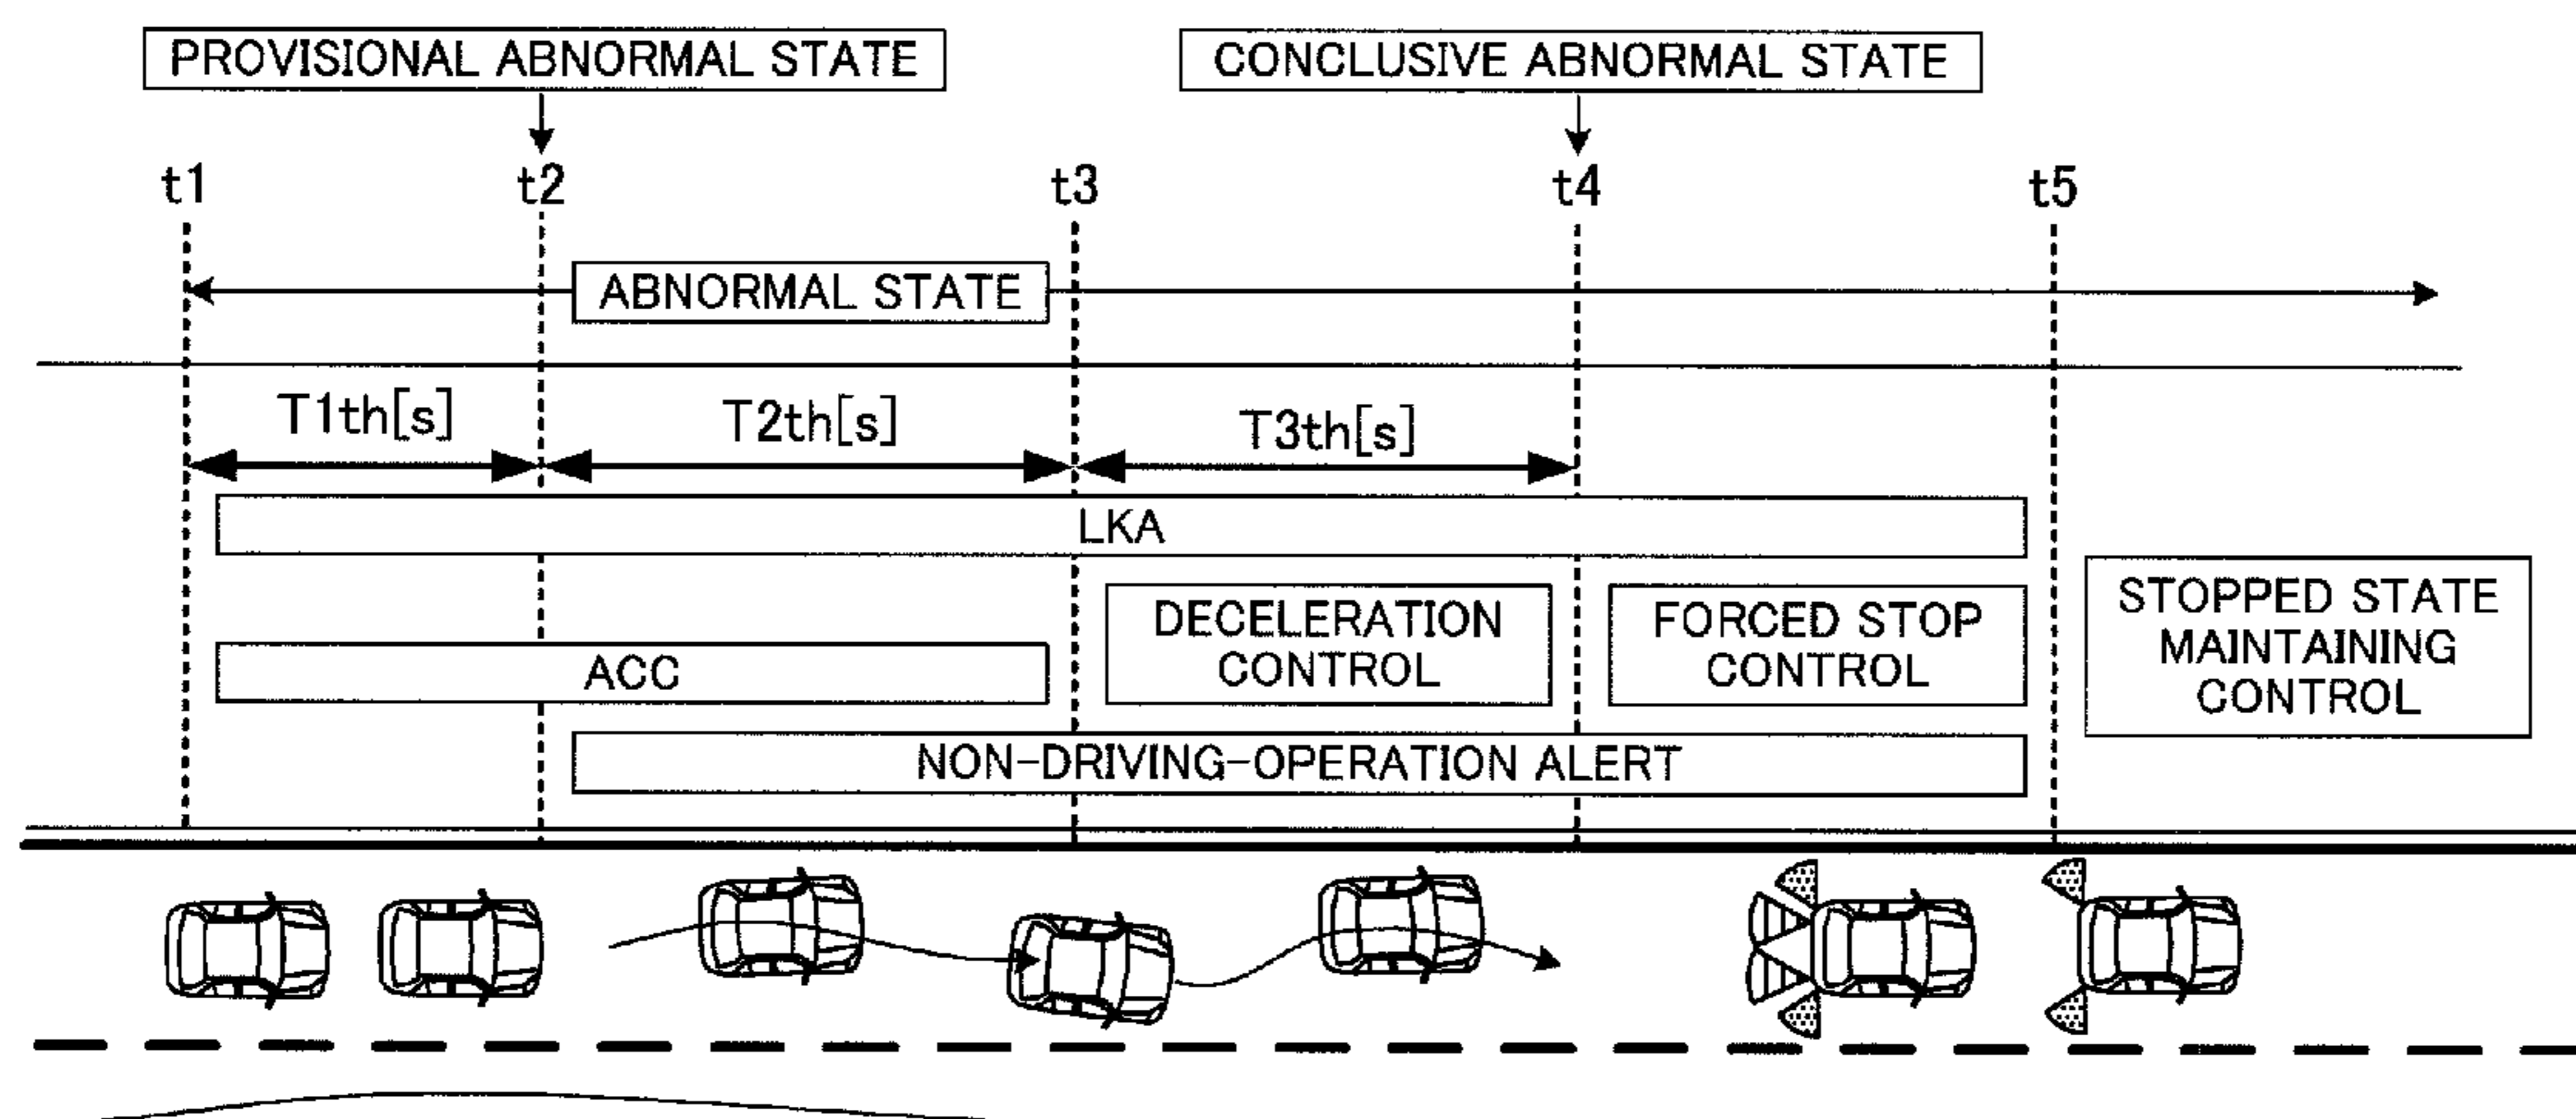 PROVISIONAL ABNORMAL STATE
CONCLUSIVE ABNORMAL STATE
t1
t2
t3
t4
t5
ABNORMAL STATE
T1th[s]
T2th[s]
T3th[s]
LKA
DECELERATION
CONTROL
FORCED STOP
CONTROL
STOPPED STATE
MAINTAINING
CONTROL
ACC
NON-DRIVING-OPERATION ALERT